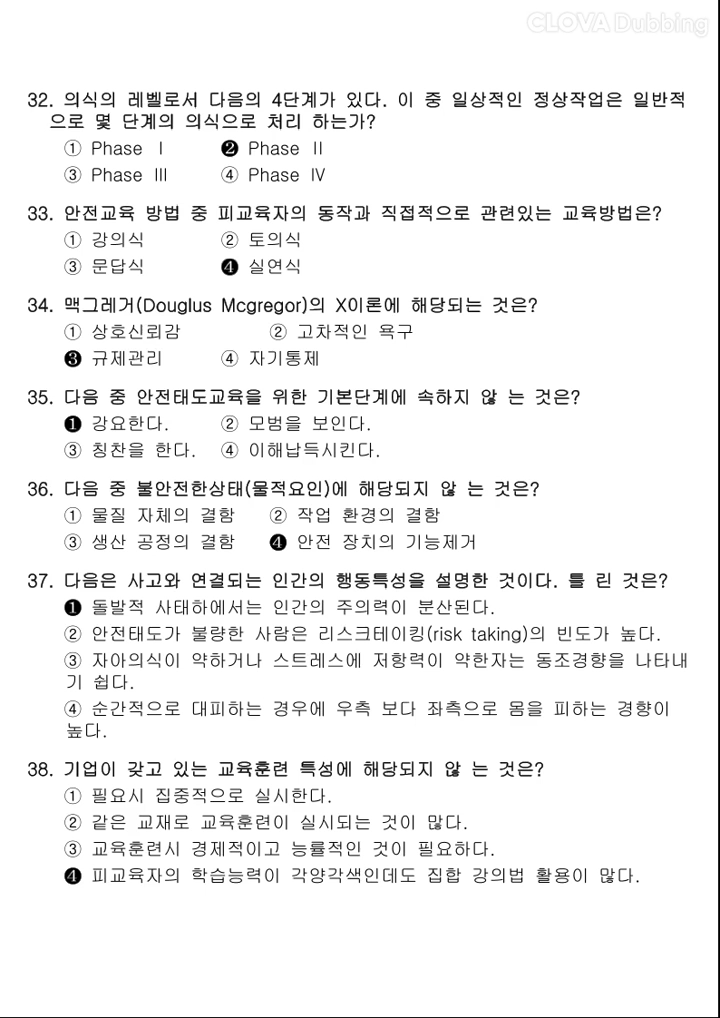 CLOVA Dubbing
32. 의식의 레벨로서 다음의 4단계가 있다. 이 중 일상적인 정상작업은 일반적
으로 몇 단계의 의식으로 처리 하는가?
① Phase Ⅰ ❷ Phase Ⅱ
③ Phase Ⅲ ④ Phase Ⅳ
33. 안전교육 방법 중 피교육자의 동작과 직접적으로 관련있는 교육방법은?
① 강의식 ② 토의식
③ 문답식 ❹ 실연식
34. 맥그레거(Douglus Mcgregor)의 X이론에 해당되는 것은?
① 상호신뢰감 ② 고차적인 욕구
❸ 규제관리 ④ 자기통제
35. 다음 중 안전태도교육을 위한 기본단계에 속하지 않 는 것은?
❶ 강요한다. ② 모범을 보인다.
③ 칭찬을 한다. ④ 이해납득시킨다.
36. 다음 중 불안전한상태(물적요인)에 해당되지 않 는 것은?
① 물질 자체의 결함 ② 작업 환경의 결함
③ 생산 공정의 결함 ❹ 안전 장치의 기능제거
37. 다음은 사고와 연결되는 인간의 행동특성을 설명한 것이다. 틀 린 것은?
❶ 돌발적 사태하에서는 인간의 주의력이 분산된다.
② 안전태도가 불량한 사람은 리스크테이킹(risk taking)의 빈도가 높다.
③ 자아의식이 약하거나 스트레스에 저항력이 약한자는 동조경향을 나타내
기 쉽다.
④ 순간적으로 대피하는 경우에 우측 보다 좌측으로 몸을 피하는 경향이
높다.
38. 기업이 갖고 있는 교육훈련 특성에 해당되지 않 는 것은?
① 필요시 집중적으로 실시한다.
② 같은 교재로 교육훈련이 실시되는 것이 많다.
③ 교육훈련시 경제적이고 능률적인 것이 필요하다.
❹ 피교육자의 학습능력이 각양각색인데도 집합 강의법 활용이 많다.